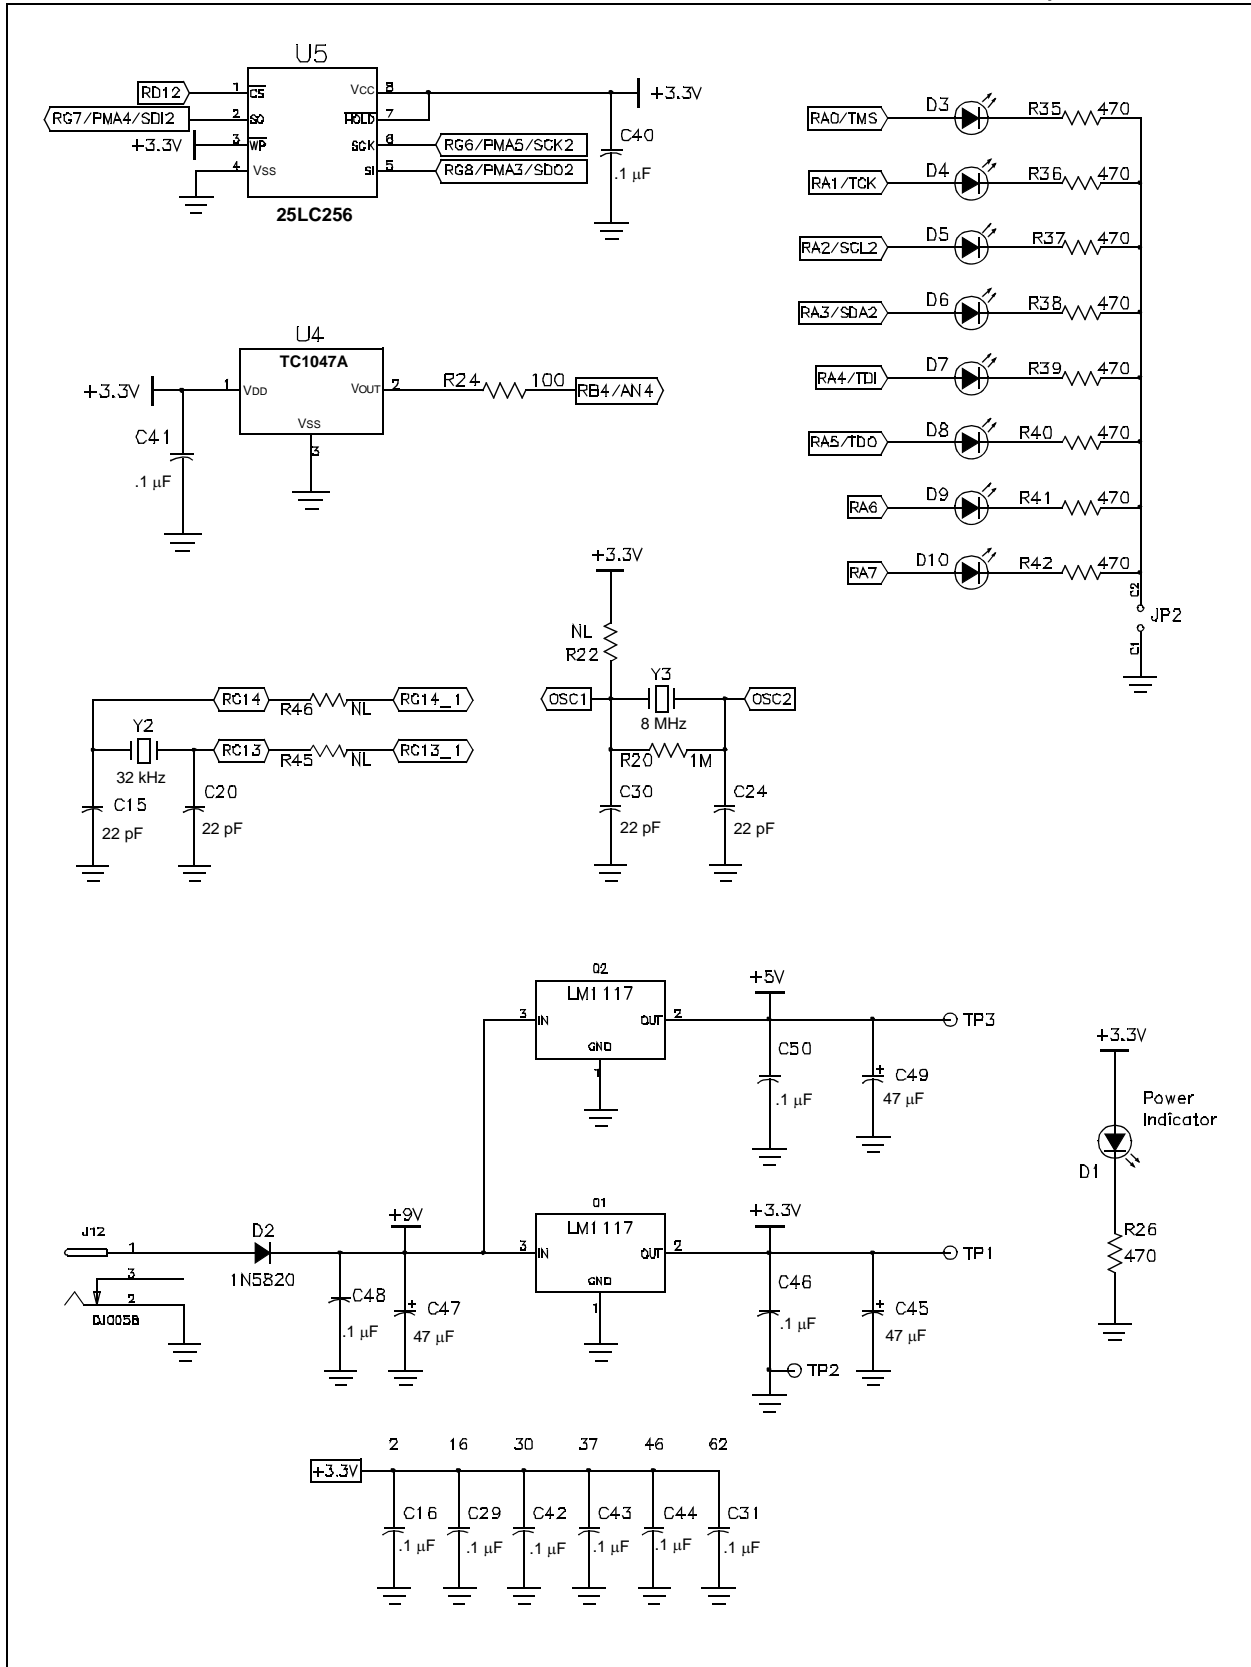 U5
RD12
1
CS
VCC
8
+3.3V
RG7/PMA4/SDI2
2
SO
HOLD
7
+3.3V
3
WP
SCK
6
RG6/PMA5/SCK2
4
VSS
SI
5
RG8/PMA3/SDO2
25LC256
C40
.1 µF
RA0/TMS
D3
R35
470
RA1/TCK
D4
R36
470
RA2/SCL2
D5
R37
470
RA3/SDA2
D6
R38
470
RA4/TDI
D7
R39
470
RA5/TDO
D8
R40
470
RA6
D9
R41
470
RA7
D10
R42
470
C2
JP2
C1
U4
TC1047A
+3.3V
1
VDD
VOUT
2
R24
100
RB4/AN4
VSS
3
C41
.1 µF
+3.3V
NL
R22
OSC1
Y3
8 MHz
OSC2
R20
1M
C30
22 pF
C24
22 pF
RC14
R46
NL
RC14_1
Y2
32 kHz
RC13
R45
NL
RC13_1
C15
22 pF
C20
22 pF
Q2
LM1117
3
IN
OUT
2
GND
1
+5V
TP3
C50
.1 µF
+
C49
47 µF
+3.3V
Power
Indicator
D1
R26
470
J12
1
3
2
DJ005B
D2
1N5820
+9V
C48
.1 µF
+
C47
47 µF
Q1
LM1117
3
IN
OUT
2
GND
1
+3.3V
TP1
C46
.1 µF
+
C45
47 µF
TP2
2
16
30
37
46
62
+3.3V
C16
.1 µF
C29
.1 µF
C42
.1 µF
C43
.1 µF
C44
.1 µF
C31
.1 µF